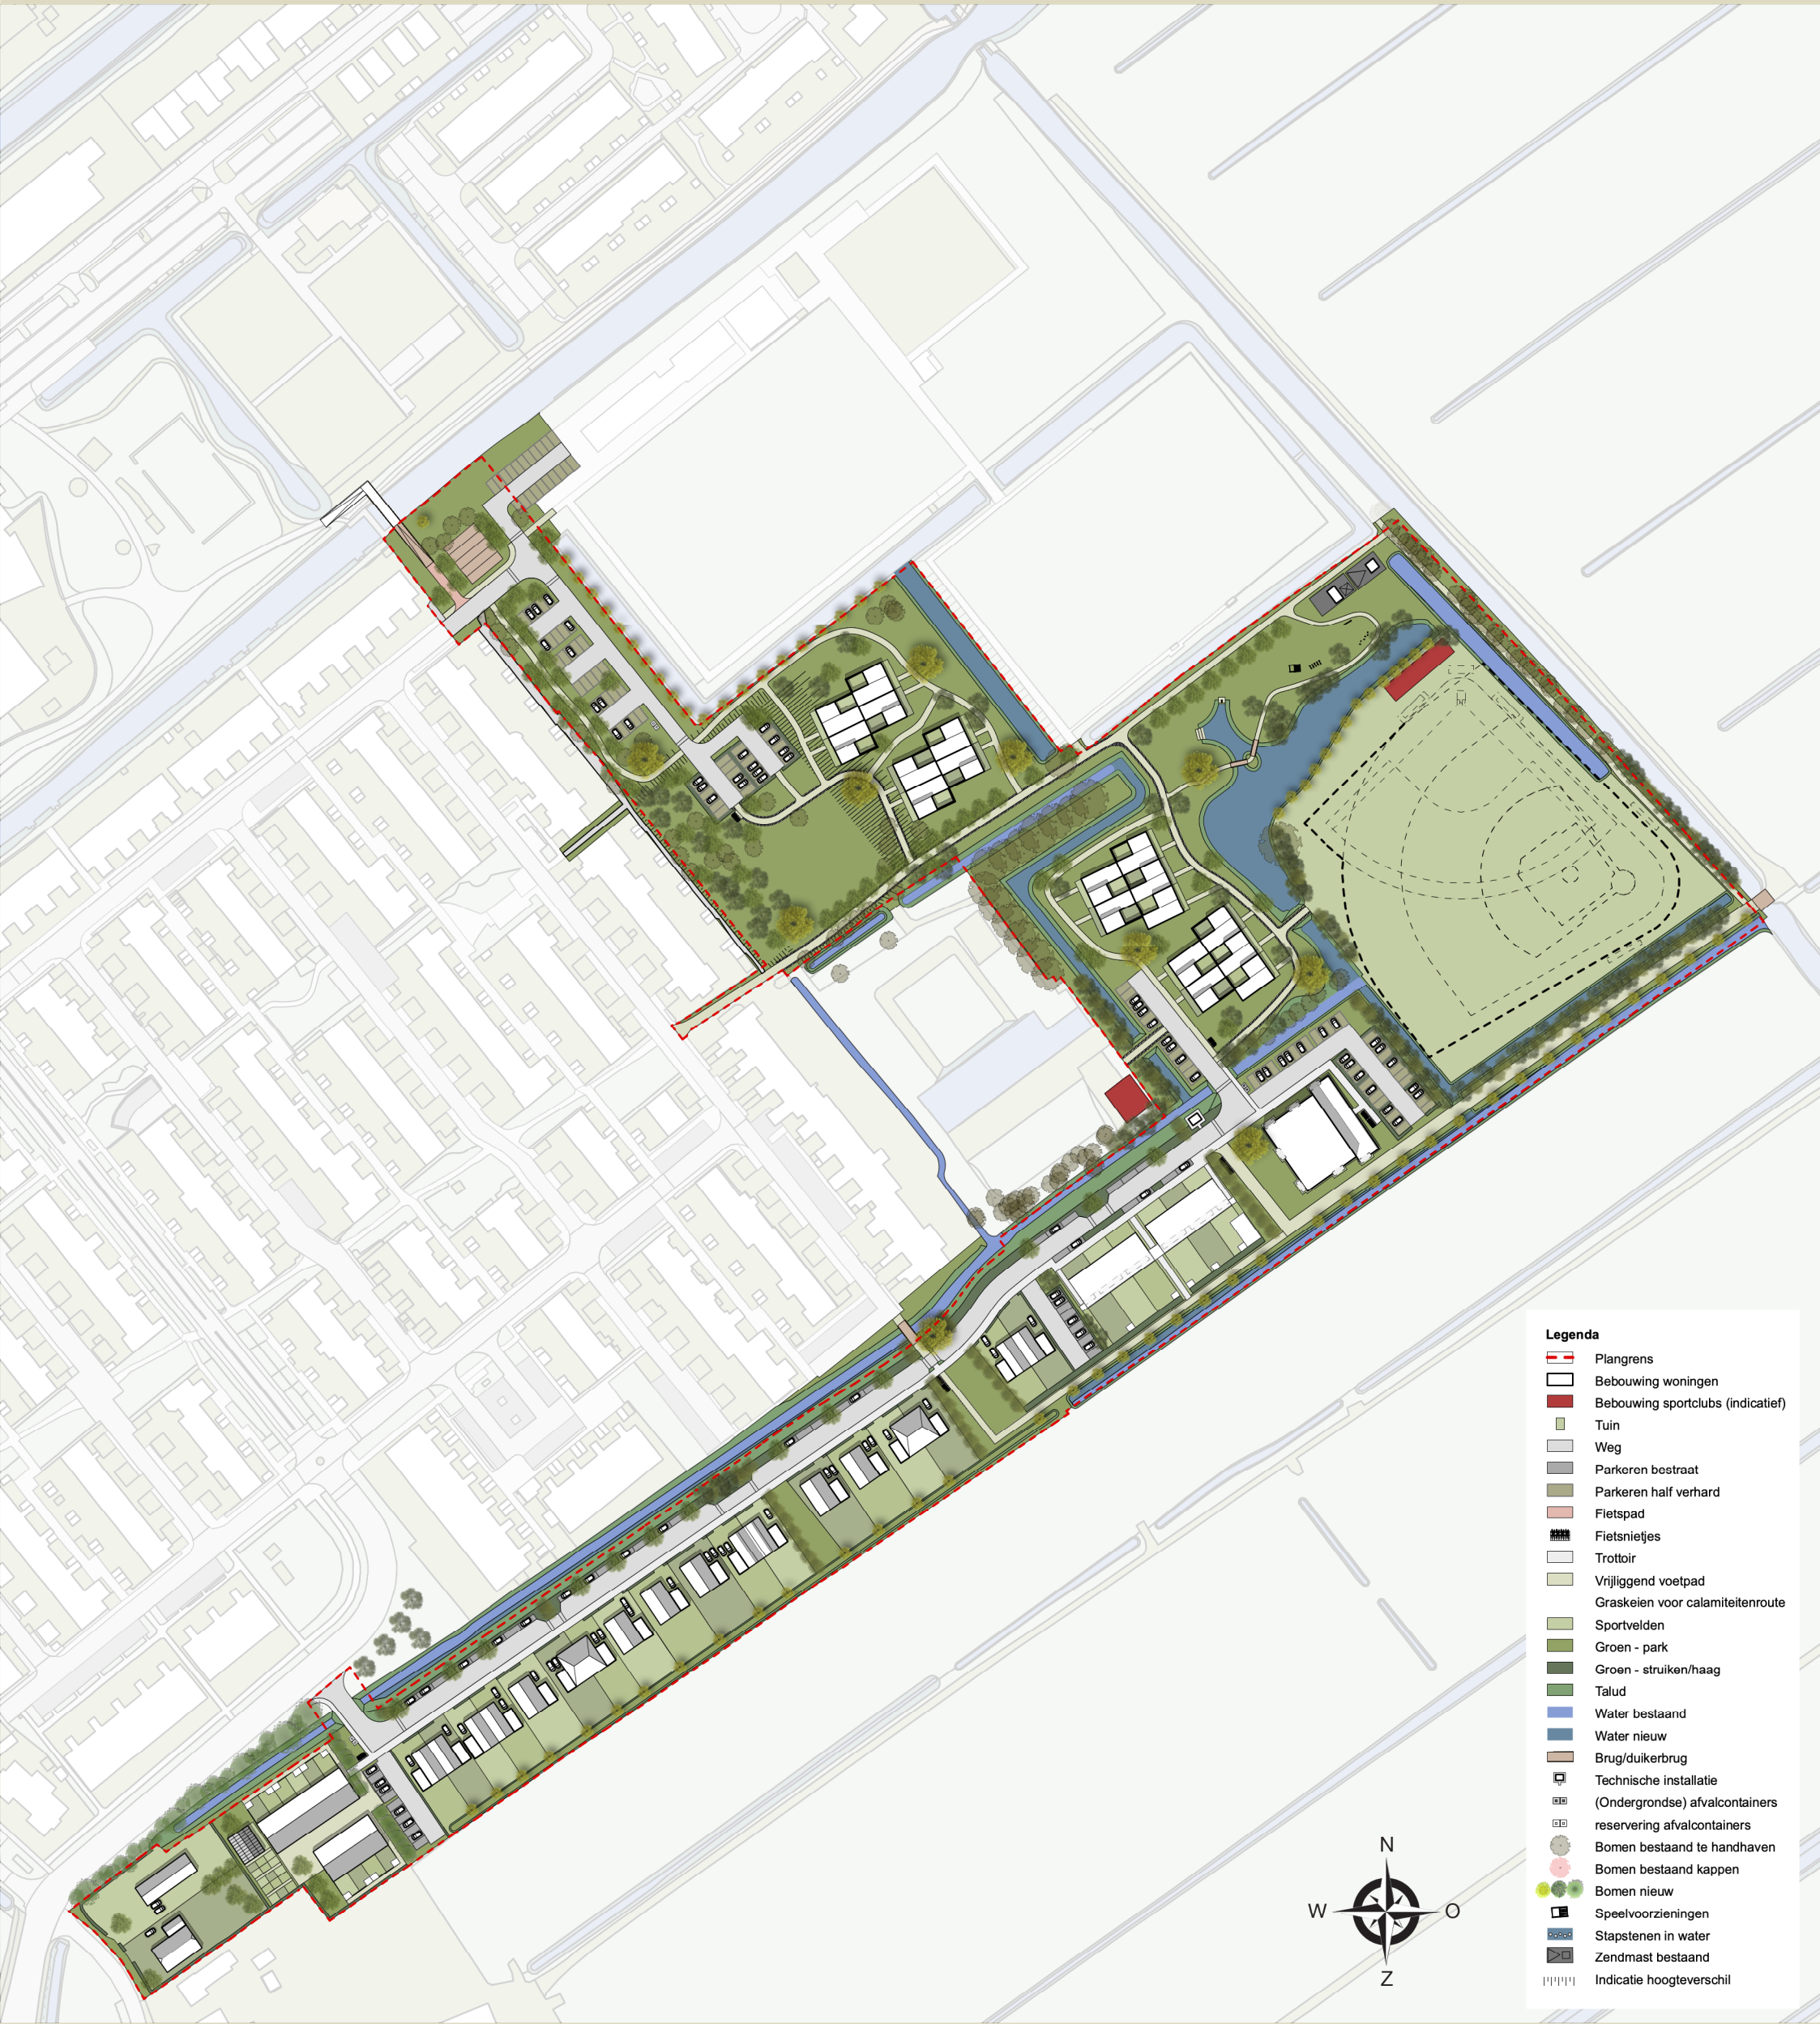 Legenda
Plangrens
Bebouwing woningen
Bebouwing sportclubs (indicatief)
Tuin
Weg
Parkeren bestraat
Parkeren half verhard
Fietspad
Fietsnietjes
Trottoir
Vrijliggend voetpad
Graskeien voor calamiteitenroute
Sportvelden
Groen - park
Groen - struiken/haag
Talud
Water bestaand
Water nieuw
Brug/duikerbrug
Technische installatie
(Ondergrondse) afvalcontainers
reservering afvalcontainers
Bomen bestaand te handhaven
Bomen bestaand kappen
Bomen nieuw
Speelvoorzieningen
Stapstenen in water
Zendmast bestaand
Indicatie hoogteverschil
N
W
O
Z